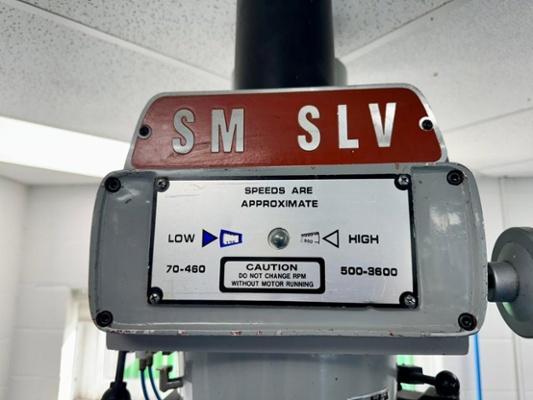 SM SLV
SPEEDS ARE
APPROXIMATE
LOW HIGH
70-460 500-3600
CAUTION
DO NOT CHANGE RPM
WITHOUT MOTOR RUNNING